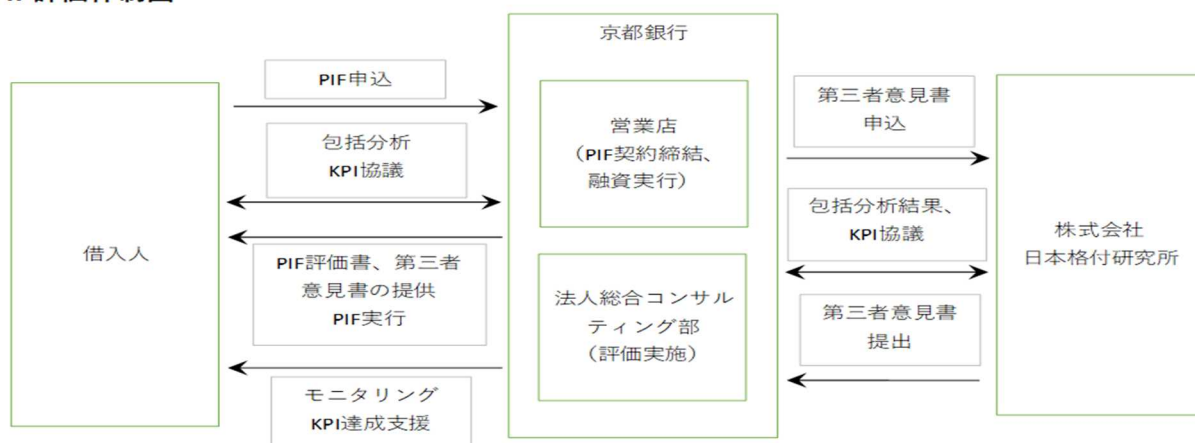 京都銀行
PIF申込
包括分析
KPI協議
借入人
PIF評価書、第三者
意見書の提供
PIF実行
モニタリング
KPI達成支援
営業店
(PIF契約締結、
融資実行)
法人総合コンサル
ティング部
(評価実施)
第三者意見書
申込
包括分析結果、
KPI協議
第三者意見書
提出
株式会社
日本格付研究所